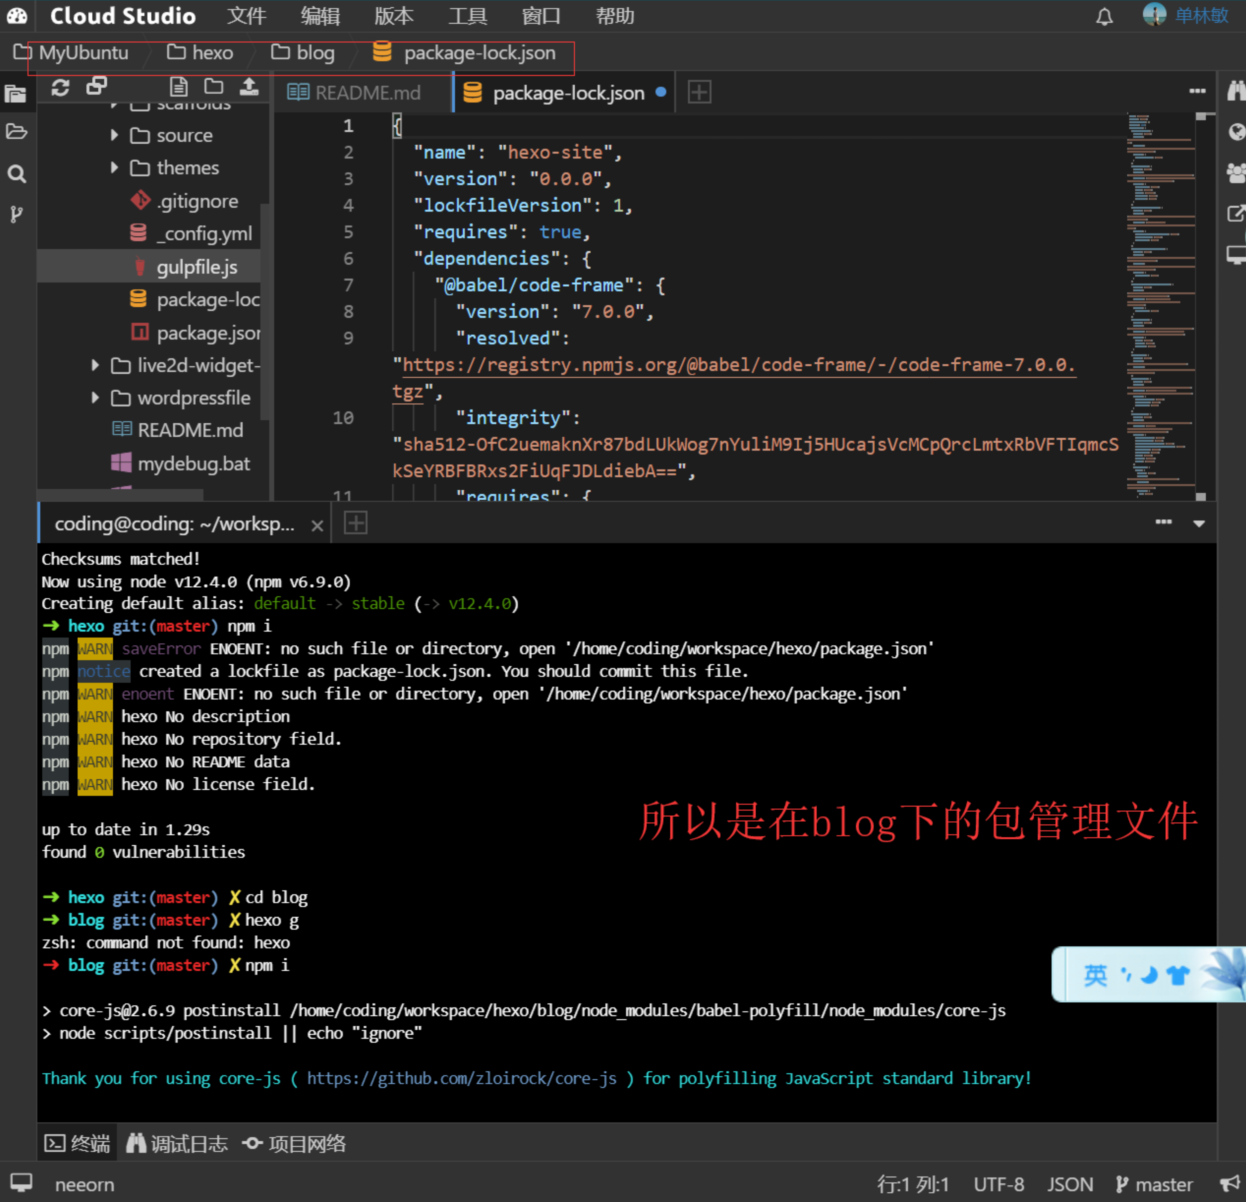 Cloud Studio 文件 编辑 版本 工具 窗口 帮助 单林敏
MyUbuntu hexo blog package-lock.json
README.md package-lock.json
scaffolds
source
themes
.gitignore
_config.yml
gulpfile.js
package-loc
package.json
live2d-widget-
wordpressfile
README.md
mydebug.bat
1 {
2 "name": "hexo-site",
3 "version": "0.0.0",
4 "lockfileVersion": 1,
5 "requires": true,
6 "dependencies": {
7 "@babel/code-frame": {
8 "version": "7.0.0",
9 "resolved":
"https://registry.npmjs.org/@babel/code-frame/-/code-frame-7.0.0.
tgz",
10 "integrity":
"sha512-OfC2uemaknXr87bdLUkWog7nYuliM9Ij5HUcajsVcMCpQrcLmtxRbVFTIqmcS
kSeYRBFBRxs2FiUqFJDLdiebA==",
11 "requires": {
coding@coding: ~/worksp...
Checksums matched!
Now using node v12.4.0 (npm v6.9.0)
Creating default alias: default -> stable (-> v12.4.0)
➜ hexo git:(master) npm i
npm WARN saveError ENOENT: no such file or directory, open '/home/coding/workspace/hexo/package.json'
npm notice created a lockfile as package-lock.json. You should commit this file.
npm WARN enoent ENOENT: no such file or directory, open '/home/coding/workspace/hexo/package.json'
npm WARN hexo No description
npm WARN hexo No repository field.
npm WARN hexo No README data
npm WARN hexo No license field.
所以是在blog下的包管理文件
up to date in 1.29s
found 0 vulnerabilities
➜ hexo git:(master) ✗ cd blog
➜ blog git:(master) ✗ hexo g
zsh: command not found: hexo
➜ blog git:(master) ✗ npm i
英
> core-js@2.6.9 postinstall /home/coding/workspace/hexo/blog/node_modules/babel-polyfill/node_modules/core-js
> node scripts/postinstall || echo "ignore"
Thank you for using core-js ( https://github.com/zloirock/core-js ) for polyfilling JavaScript standard library!
终端 调试日志 项目网络
neeorn 行:1 列:1 UTF-8 JSON master